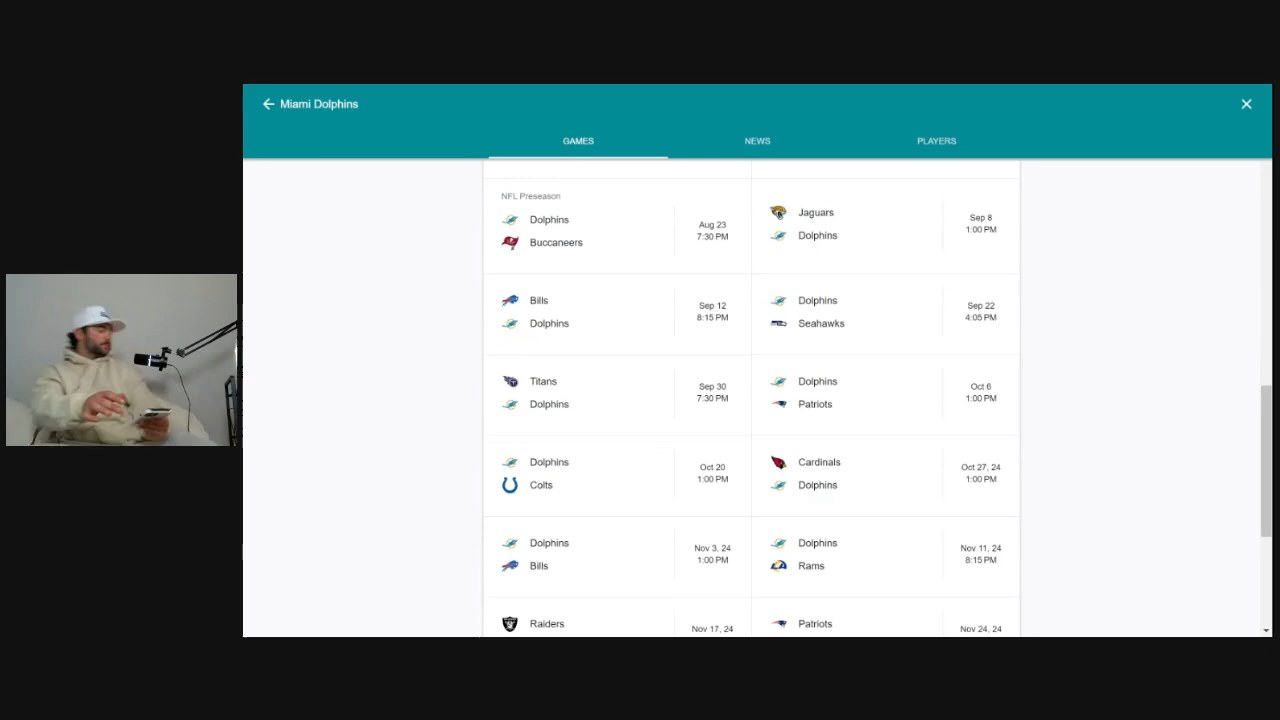 Miami Dolphins
GAMES
NEWS
PLAYERS
NFL Preseason
Dolphins
Buccaneers
Aug 23
7:30 PM
Jaguars
Dolphins
Sep 8
1:00 PM
Bills
Dolphins
Sep 12
8:15 PM
Dolphins
Seahawks
Sep 22
4:05 PM
Titans
Dolphins
Sep 30
7:30 PM
Dolphins
Patriots
Oct 6
1:00 PM
Dolphins
Colts
Oct 20
1:00 PM
Cardinals
Dolphins
Oct 27, 24
1:00 PM
Dolphins
Bills
Nov 3, 24
1:00 PM
Dolphins
Rams
Nov 11, 24
8:15 PM
Raiders
Nov 17, 24
Patriots
Nov 24, 24